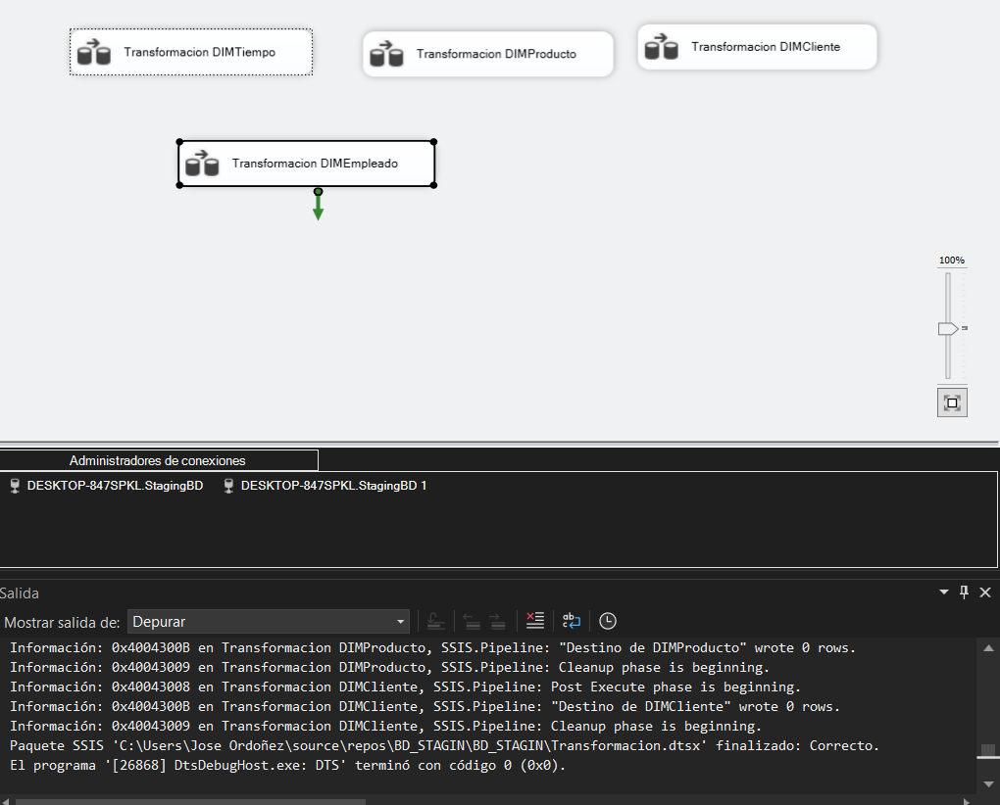 Transformacion DIMTiempo
Transformacion DIMProducto
Transformacion DIMCliente
Transformacion DIMEmpleado
100%
Administradores de conexiones
DESKTOP-847SPKL.StagingBD
DESKTOP-847SPKL.StagingBD 1
Salida
Mostrar salida de: Depurar
Información: 0x4004300B en Transformacion DIMProducto, SSIS.Pipeline: "Destino de DIMProducto" wrote 0 rows.
Información: 0x40043009 en Transformacion DIMProducto, SSIS.Pipeline: Cleanup phase is beginning.
Información: 0x40043008 en Transformacion DIMCliente, SSIS.Pipeline: Post Execute phase is beginning.
Información: 0x4004300B en Transformacion DIMCliente, SSIS.Pipeline: "Destino de DIMCliente" wrote 0 rows.
Información: 0x40043009 en Transformacion DIMCliente, SSIS.Pipeline: Cleanup phase is beginning.
Paquete SSIS 'C:\Users\Jose Ordoñez\source\repos\BD_STAGIN\BD_STAGIN\Transformacion.dtsx' finalizado: Correcto.
El programa '[26868] DtsDebugHost.exe: DTS' terminó con código 0 (0x0).